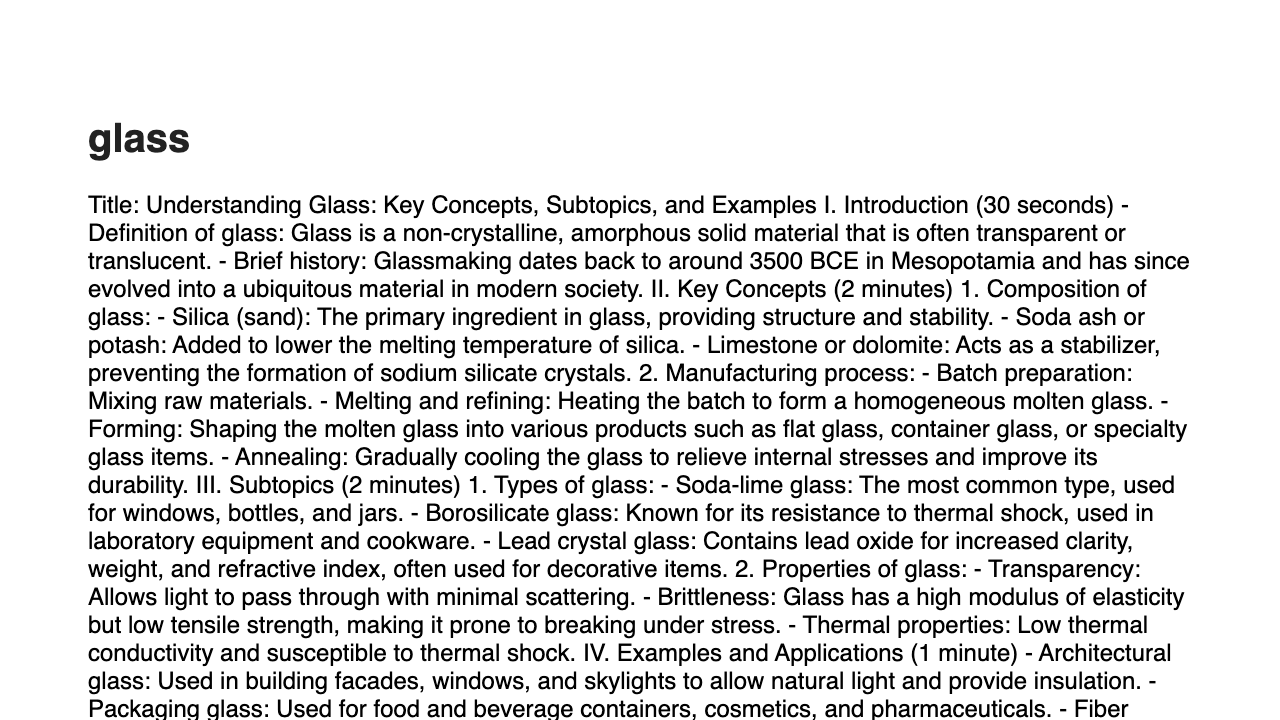 glass
Title: Understanding Glass: Key Concepts, Subtopics, and Examples I. Introduction (30 seconds) -
Definition of glass: Glass is a non-crystalline, amorphous solid material that is often transparent or
translucent. - Brief history: Glassmaking dates back to around 3500 BCE in Mesopotamia and has since
evolved into a ubiquitous material in modern society. II. Key Concepts (2 minutes) 1. Composition of
glass: - Silica (sand): The primary ingredient in glass, providing structure and stability. - Soda ash or
potash: Added to lower the melting temperature of silica. - Limestone or dolomite: Acts as a stabilizer,
preventing the formation of sodium silicate crystals. 2. Manufacturing process: - Batch preparation:
Mixing raw materials. - Melting and refining: Heating the batch to form a homogeneous molten glass. -
Forming: Shaping the molten glass into various products such as flat glass, container glass, or specialty
glass items. - Annealing: Gradually cooling the glass to relieve internal stresses and improve its
durability. III. Subtopics (2 minutes) 1. Types of glass: - Soda-lime glass: The most common type, used
for windows, bottles, and jars. - Borosilicate glass: Known for its resistance to thermal shock, used in
laboratory equipment and cookware. - Lead crystal glass: Contains lead oxide for increased clarity,
weight, and refractive index, often used for decorative items. 2. Properties of glass: - Transparency:
Allows light to pass through with minimal scattering. - Brittleness: Glass has a high modulus of elasticity
but low tensile strength, making it prone to breaking under stress. - Thermal properties: Low thermal
conductivity and susceptible to thermal shock. IV. Examples and Applications (1 minute) - Architectural
glass: Used in building facades, windows, and skylights to allow natural light and provide insulation. -
Packaging glass: Used for food and beverage containers, cosmetics, and pharmaceuticals. - Fiber